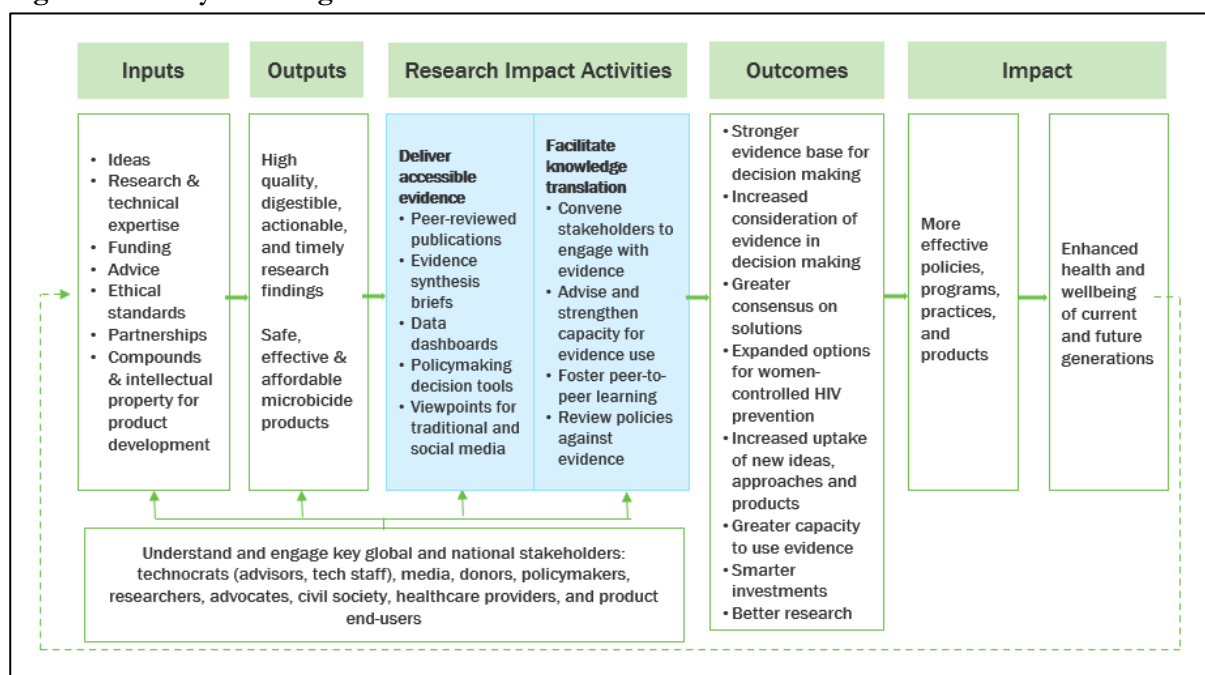 Inputs
Outputs
Research Impact Activities
Outcomes
Impact
• Ideas
• Research &
technical
expertise
• Funding
• Advice
• Ethical
standards
• Partnerships
• Compounds
& intellectual
property for
product
development
High
quality,
digestible,
actionable,
and timely
research
findings
Safe,
effective &
affordable
microbicide
products
Deliver
accessible
evidence
• Peer-reviewed
publications
• Evidence
synthesis
briefs
• Data
dashboards
• Policymaking
decision tools
• Viewpoints for
traditional and
social media
Facilitate
knowledge
translation
• Convene
stakeholders to
engage with
evidence
• Advise and
strengthen
capacity for
evidence use
• Foster peer-to-
peer learning
• Review policies
against
evidence
• Stronger
evidence base for
decision making
• Increased
consideration of
evidence in
decision making
• Greater
consensus on
solutions
• Expanded options
for women-
controlled HIV
prevention
• Increased uptake
of new ideas,
approaches and
products
• Greater capacity
to use evidence
• Smarter
investments
• Better research
More
effective
policies,
programs,
practices,
and
products
Enhanced
health and
wellbeing
of current
and future
generations
Understand and engage key global and national stakeholders:
technocrats (advisors, tech staff), media, donors, policymakers,
researchers, advocates, civil society, healthcare providers, and product
end-users